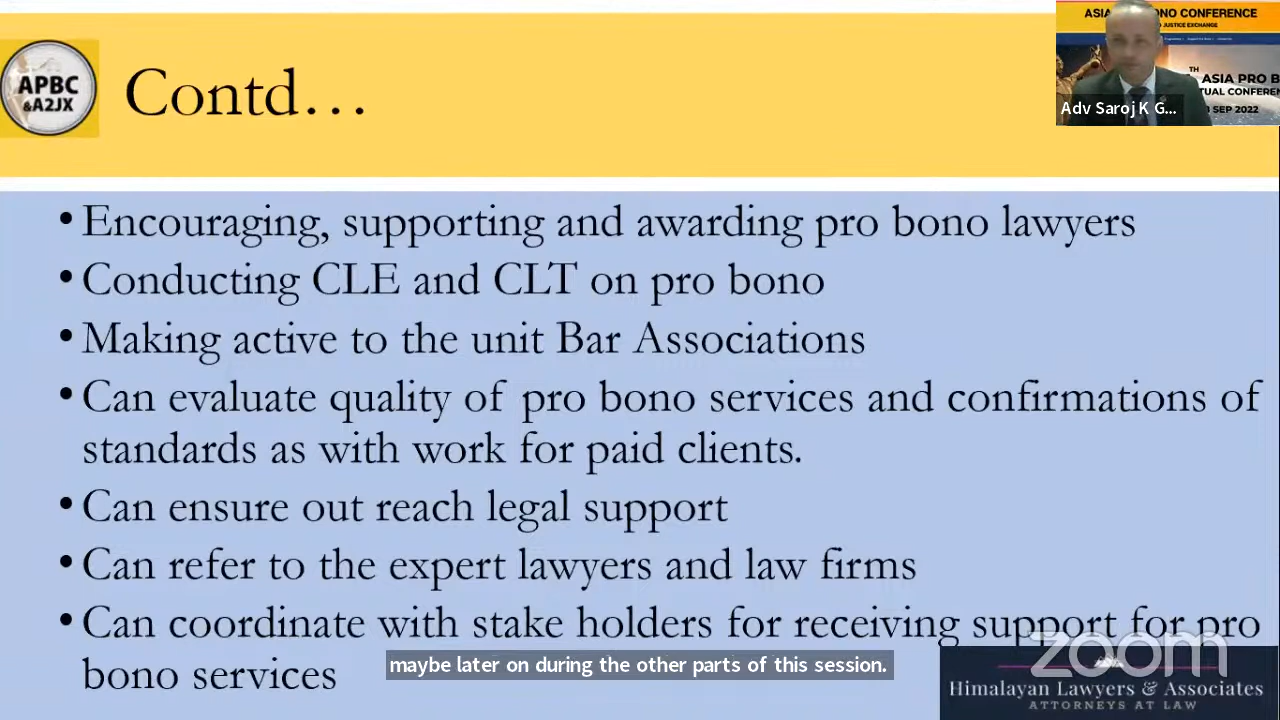 APBC
&A2JX
Contd…
ASIA
ONO CONFERENCE
JUSTICE EXCHANGE
TH
ASIA PRO B
TUAL CONFEREN
SEP 2022
Adv Saroj K G...
• Encouraging, supporting and awarding pro bono lawyers
• Conducting CLE and CLT on pro bono
• Making active to the unit Bar Associations
• Can evaluate quality of pro bono services and confirmations of
standards as with work for paid clients.
• Can ensure out reach legal support
• Can refer to the expert lawyers and law firms
• Can coordinate with stake holders for receiving support for pro
bono services
maybe later on during the other parts of this session.
zoom
Himalayan Lawyers & Associates
ATTORNEYS AT LAW